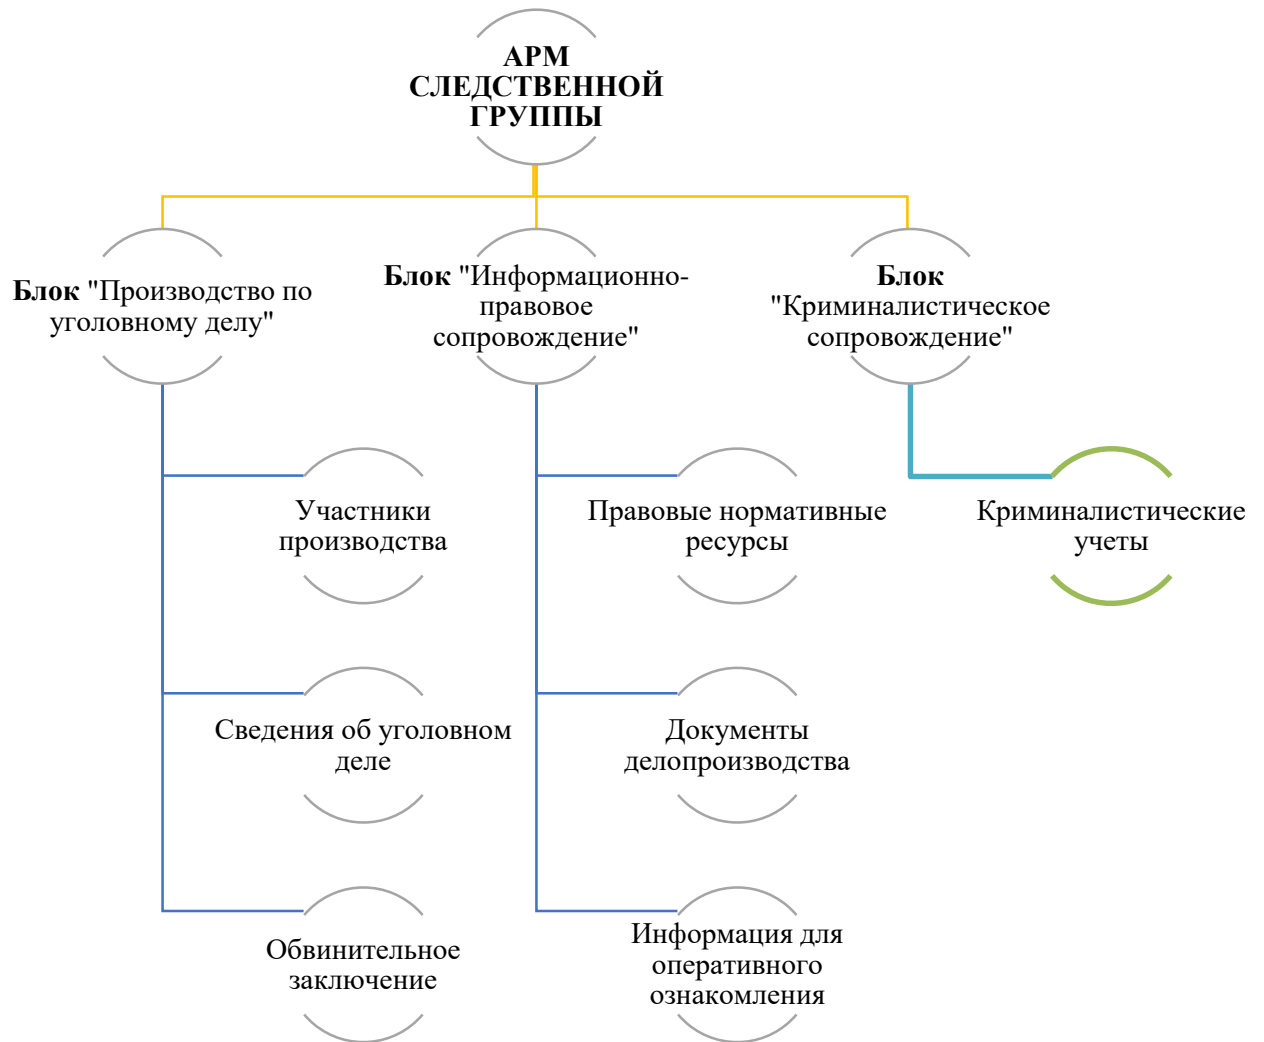 АРМ
СЛЕДСТВЕННОЙ
ГРУППЫ
Блок "Производство по
уголовному делу"
Блок "Информационно-
правовое
сопровождение"
Блок
"Криминалистическое
сопровождение"
Участники
производства
Правовые нормативные
ресурсы
Криминалистические
учеты
Сведения об уголовном
деле
Документы
делопроизводства
Обвинительное
заключение
Информация для
оперативного
ознакомления